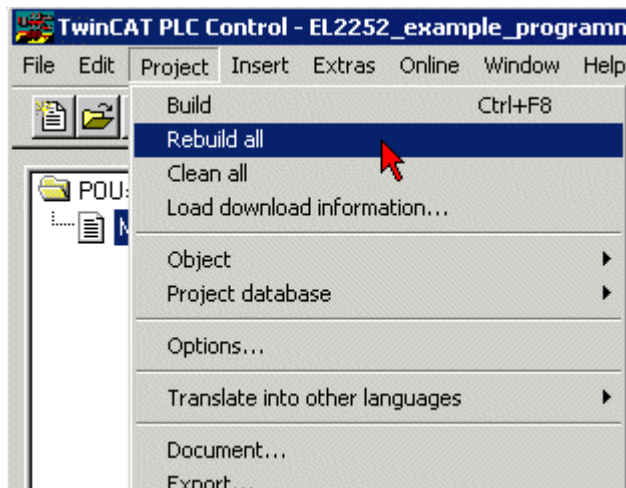 TwinCAT PLC Control - EL2252_example_programm
File Edit Project Insert Extras Online Window Help
Build Ctrl+F8
Rebuild all
Clean all
Load download information...
POU
Object
Project database
Options...
Translate into other languages
Document...
Export...